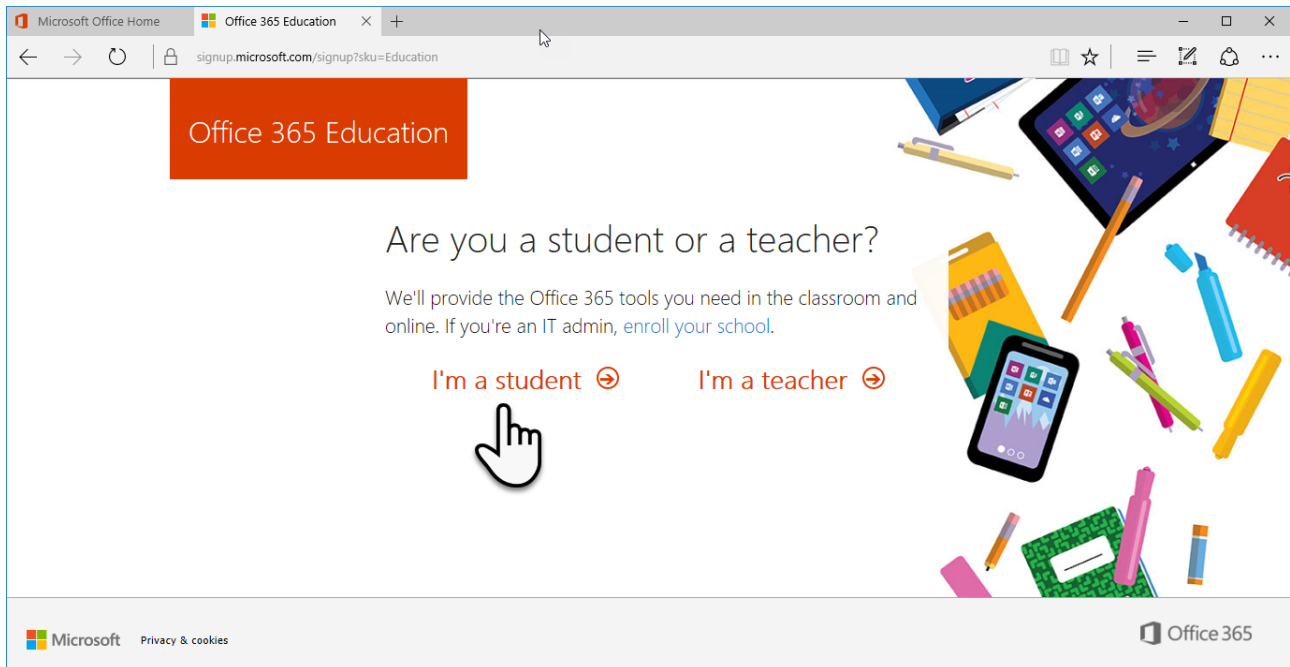 Microsoft Office Home
Office 365 Education
signup.microsoft.com/signup?sku=Education
Office 365 Education
Are you a student or a teacher?
We'll provide the Office 365 tools you need in the classroom and
online. If you're an IT admin, enroll your school.
I'm a student I'm a teacher
Microsoft Privacy & cookies
Office 365